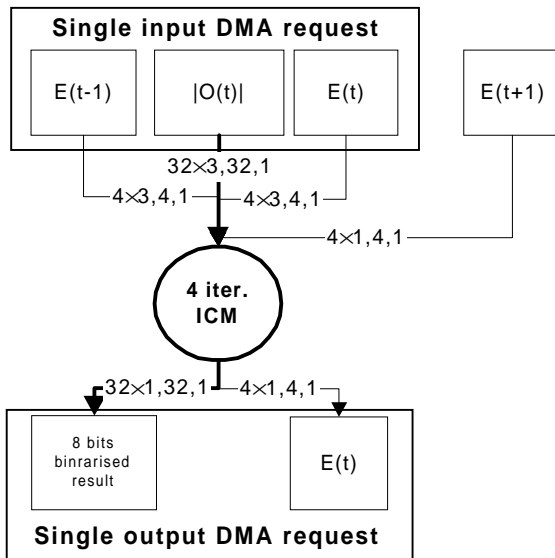 Single input DMA request
E(t-1)
|O(t)|
E(t)
E(t+1)
32×3,32,1
4×3,4,1
4×3,4,1
4×1,4,1
4 iter.
ICM
32×1,32,1
4×1,4,1
8 bits
binrarised
result
E(t)
Single output DMA request